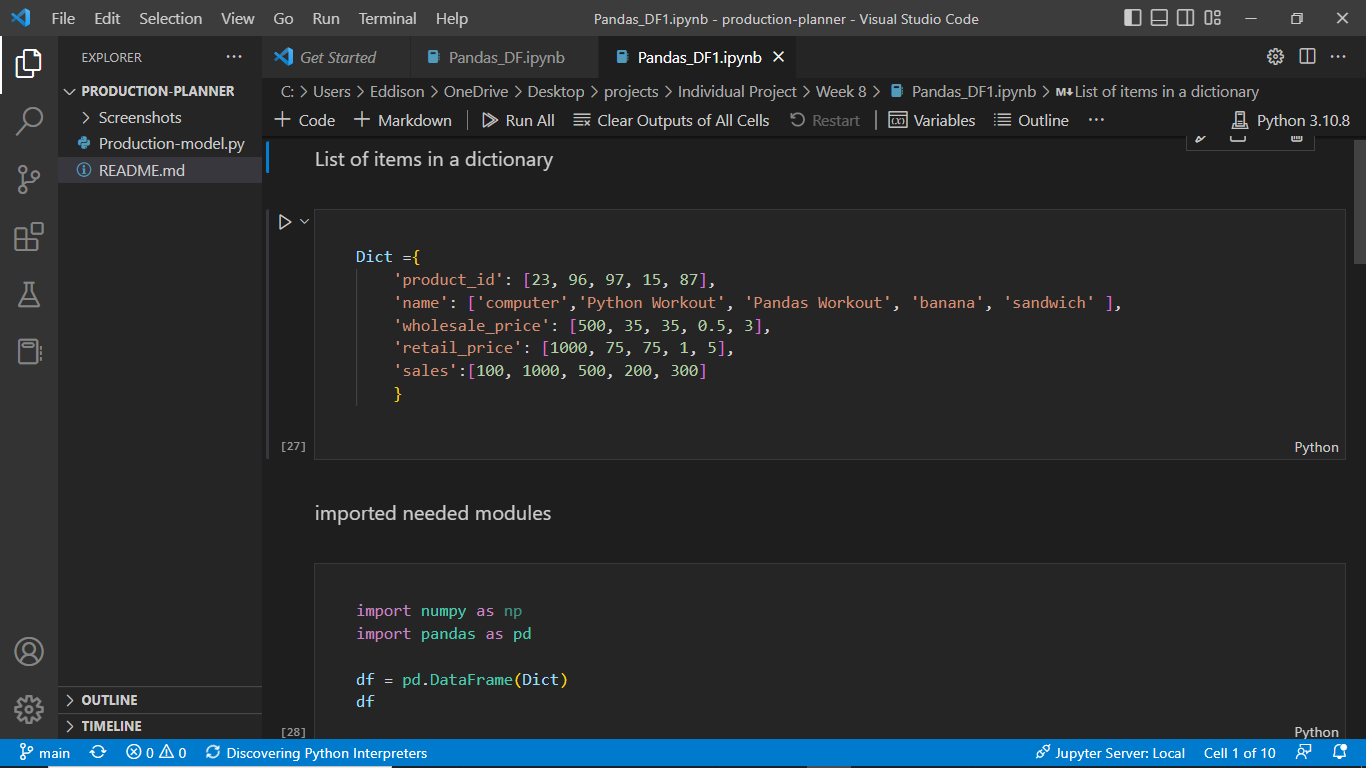 File Edit Selection View Go Run Terminal Help Pandas_DF1.ipynb - production-planner - Visual Studio Code
EXPLORER ···
Get Started Pandas_DF.ipynb Pandas_DF1.ipynb
PRODUCTION-PLANNER
C: > Users > Eddison > OneDrive > Desktop > projects > Individual Project > Week 8 > Pandas_DF1.ipynb > M↓List of items in a dictionary
Screenshots
+ Code + Markdown Run All Clear Outputs of All Cells Restart Variables Outline ··· Python 3.10.8
Production-model.py
README.md
List of items in a dictionary
Dict ={
'product_id': [23, 96, 97, 15, 87],
'name': ['computer','Python Workout', 'Pandas Workout', 'banana', 'sandwich' ],
'wholesale_price': [500, 35, 35, 0.5, 3],
'retail_price': [1000, 75, 75, 1, 5],
'sales':[100, 1000, 500, 200, 300]
}
[27] Python
imported needed modules
import numpy as np
import pandas as pd
df = pd.DataFrame(Dict)
df
[28] Python
OUTLINE
TIMELINE
main 0 0 Discovering Python Interpreters Jupyter Server: Local Cell 1 of 10